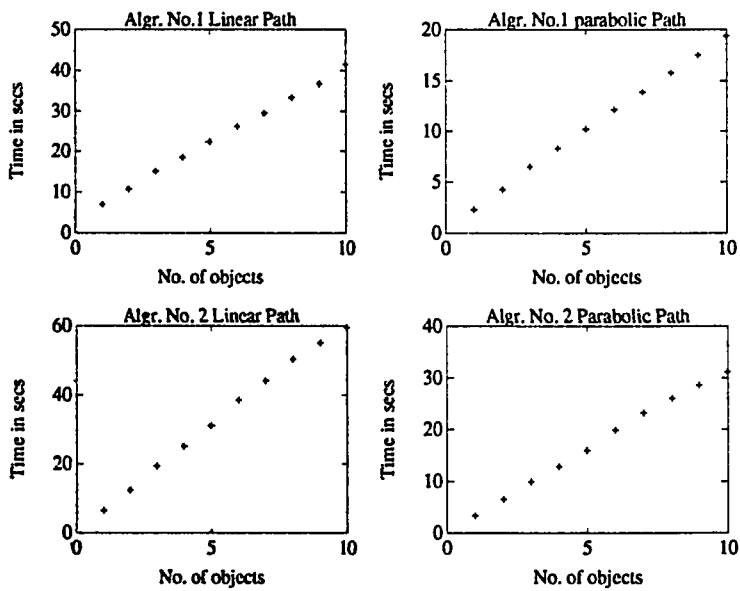 Algr. No.1 Linear Path
50
40
30
20
10
0
Time in secs
0 5 10
No. of objects
Algr. No.1 parabolic Path
20
15
10
5
0
Time in secs
0 5 10
No. of objects
Algr. No. 2 Linear Path
60
40
20
0
Time in secs
0 5 10
No. of objects
Algr. No. 2 Parabolic Path
40
30
20
10
0
Time in secs
0 5 10
No. of objects